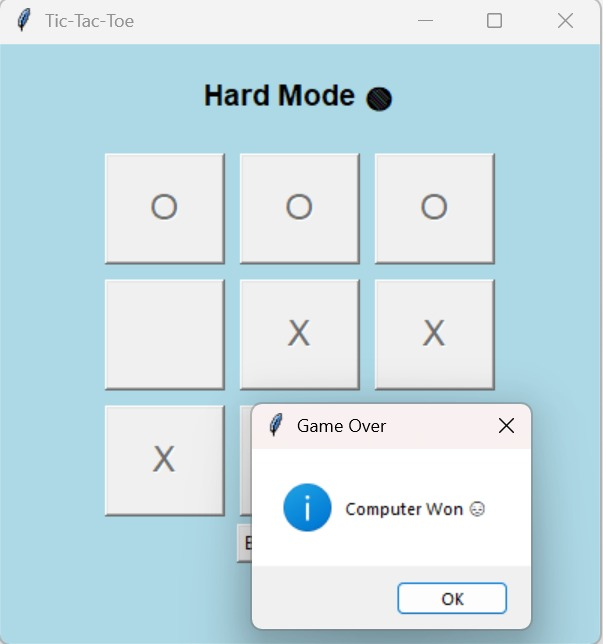 Tic-Tac-Toe
Hard Mode
O O O
X X
X
Game Over
Computer Won 😞
OK